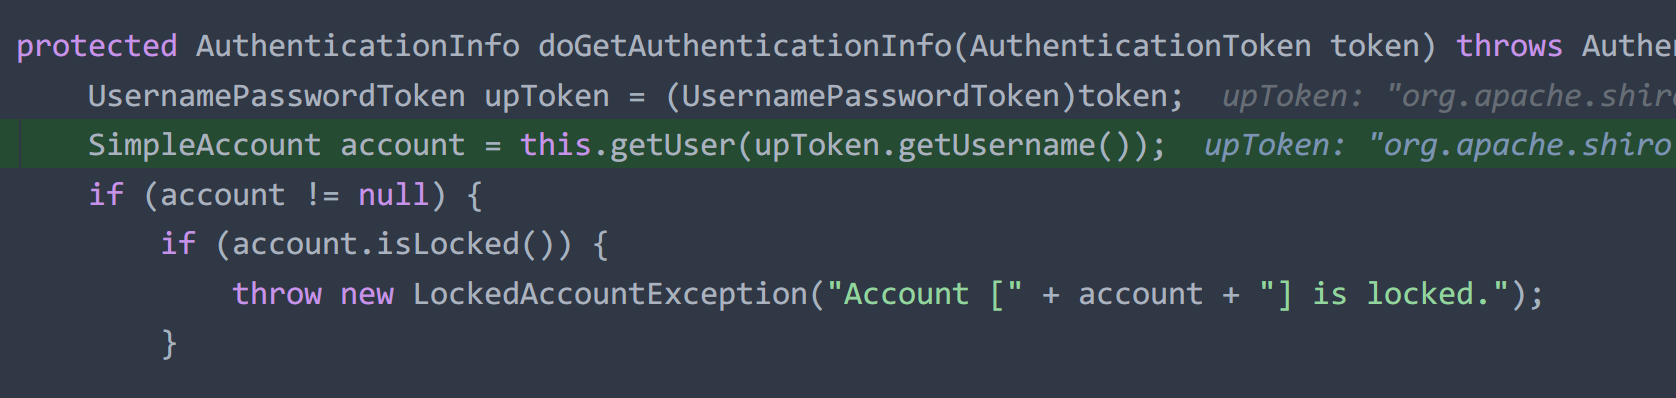 protected AuthenticationInfo doGetAuthenticationInfo(AuthenticationToken token) throws Authe
UsernamePasswordToken upToken = (UsernamePasswordToken)token; upToken: "org.apache.shir
SimpleAccount account = this.getUser(upToken.getUsername()); upToken: "org.apache.shiro
if (account != null) {
if (account.isLocked()) {
throw new LockedAccountException("Account [" + account + "] is locked.");
}